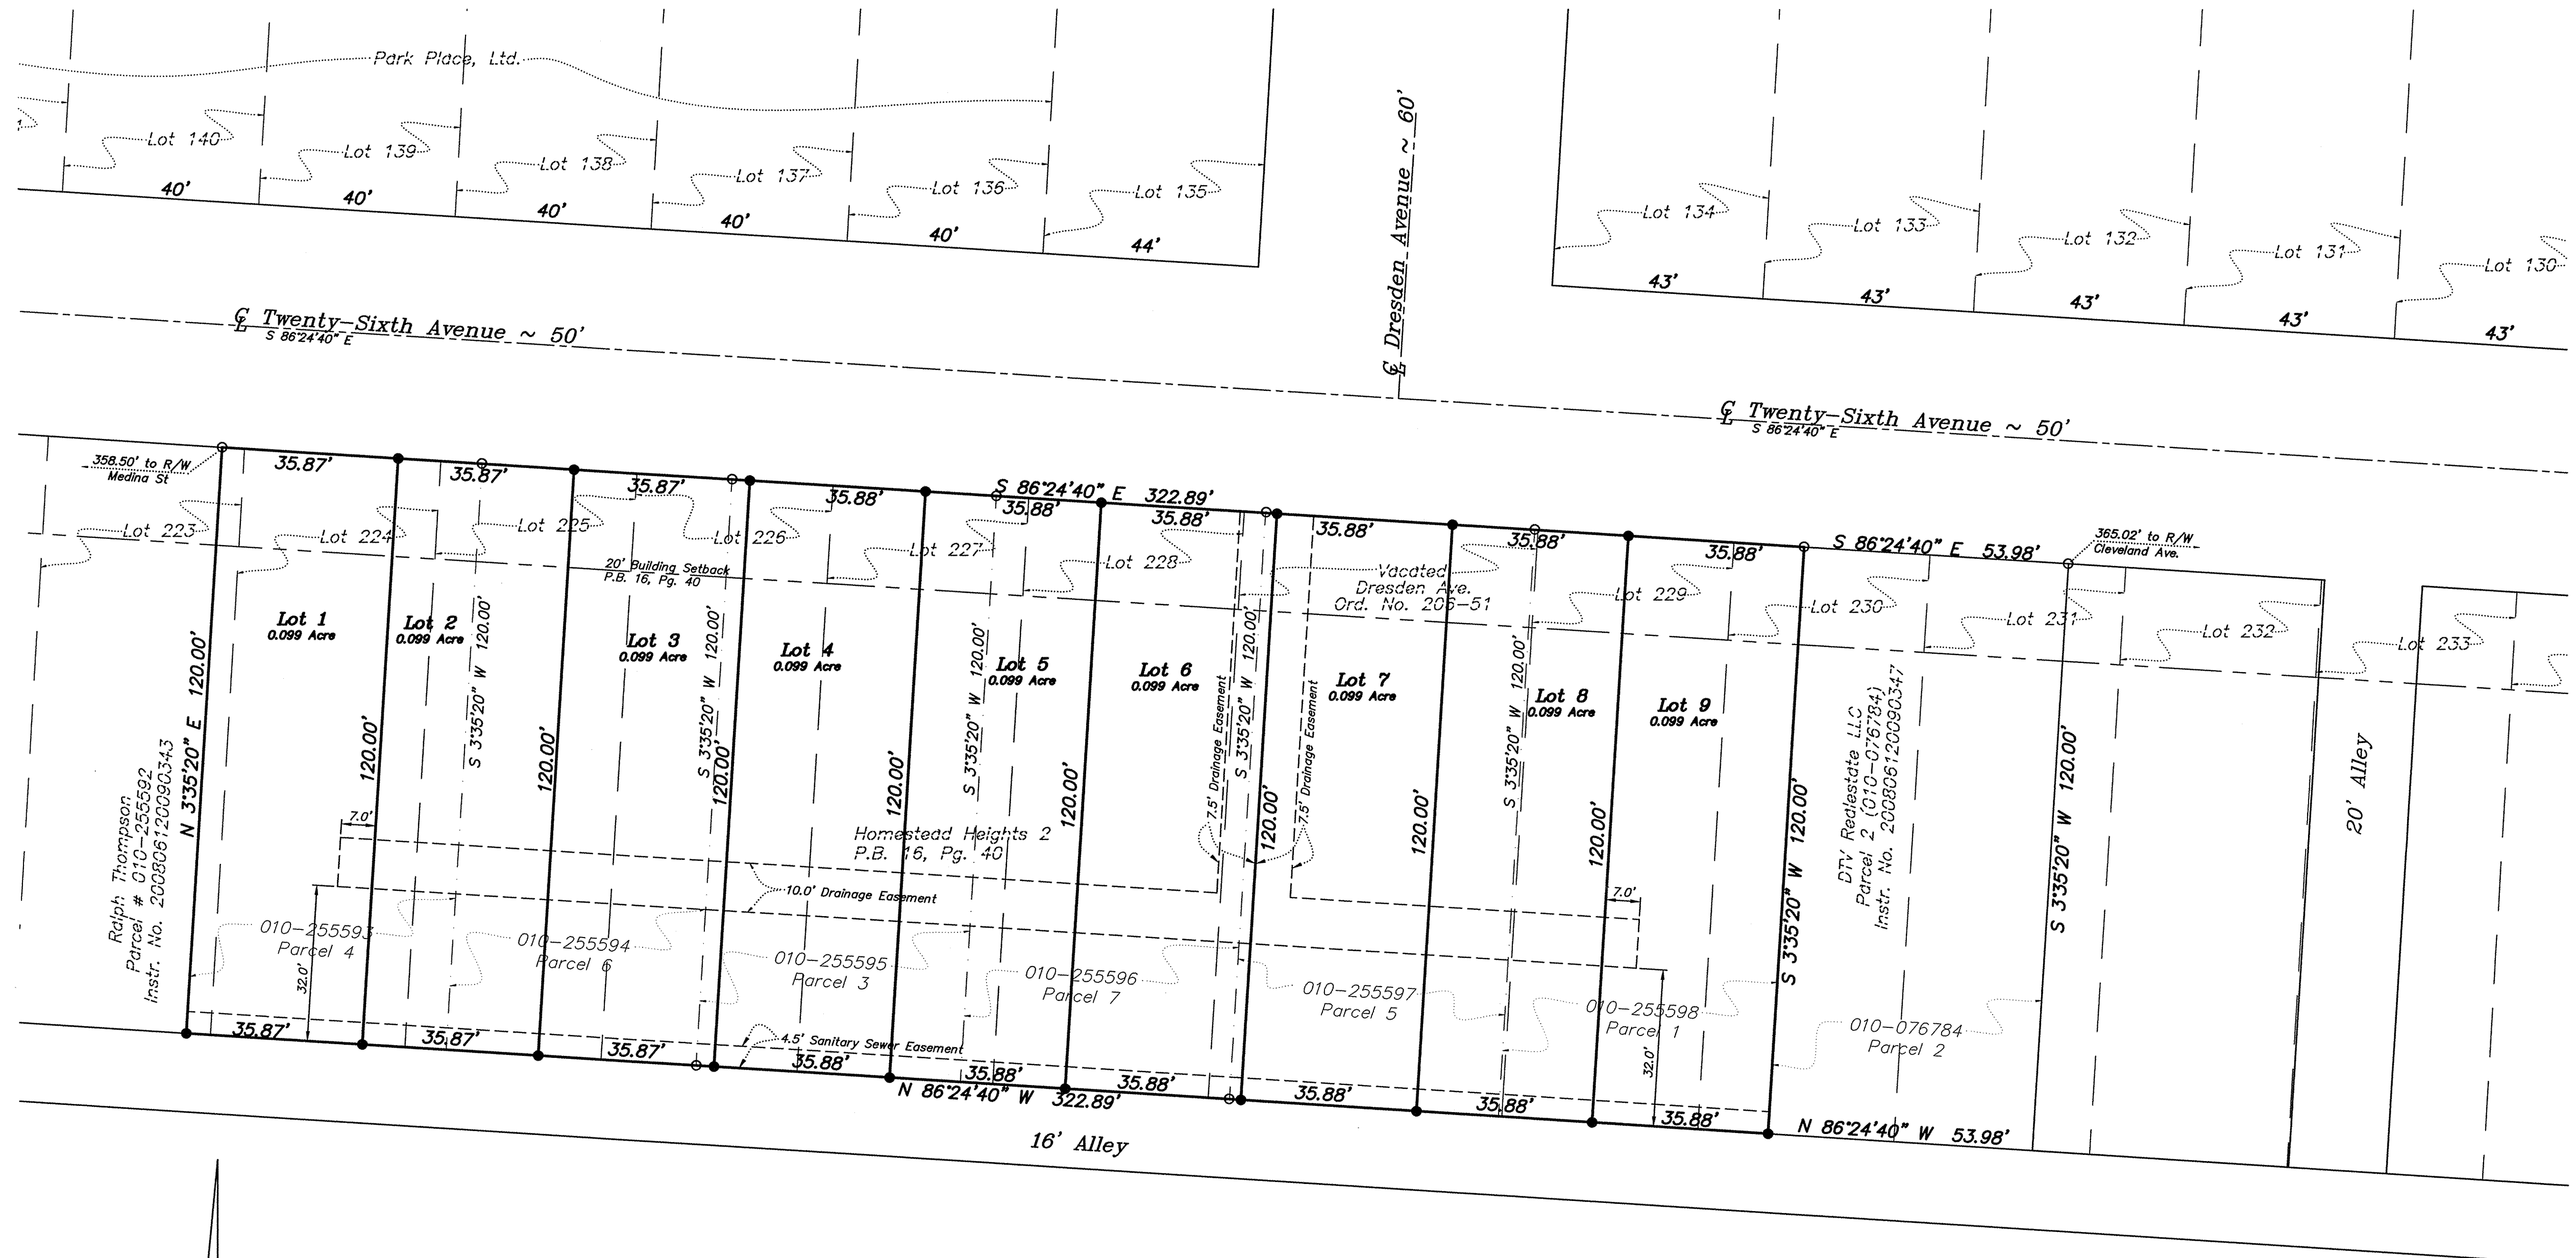 Park Place, Ltd.
Lot 140
Lot 139
Lot 138
Lot 137
Lot 136
Lot 135
Lot 134
Lot 133
Lot 132
Lot 131
Lot 130
40'
40'
40'
40'
40'
44'
43'
43'
43'
43'
43'
℄ Dresden Avenue ~ 60'
℄ Twenty-Sixth Avenue ~ 50'
S 86°24'40" E
℄ Twenty-Sixth Avenue ~ 50'
S 86°24'40" E
358.50' to R/W
Medina St
35.87'
35.87'
35.87'
35.88'
S 86°24'40" E 322.89'
35.88'
35.88'
35.88'
35.88'
35.88'
S 86°24'40" E 53.98'
365.02' to R/W
Cleveland Ave.
Lot 223
Lot 224
Lot 225
Lot 226
Lot 227
Lot 228
Vacated
Dresden Ave.
Ord. No. 206-51
Lot 229
Lot 230
Lot 231
Lot 232
Lot 233
20' Building Setback
P.B. 16, Pg. 40
Lot 1
0.099 Acre
Lot 2
0.099 Acre
Lot 3
0.099 Acre
Lot 4
0.099 Acre
Lot 5
0.099 Acre
Lot 6
0.099 Acre
Lot 7
0.099 Acre
Lot 8
0.099 Acre
Lot 9
0.099 Acre
Ralph Thompson
Parcel # 010-255592
Instr. No. 200806120090343
N 3°35'20" E 120.00'
120.00'
S 3°35'20" W 120.00'
120.00'
S 3°35'20" W 120.00'
120.00'
120.00'
S 3°35'20" W 120.00'
120.00'
7.5' Drainage Easement
S 3°35'20" W 120.00'
120.00'
7.5' Drainage Easement
120.00'
S 3°35'20" W 120.00'
120.00'
S 3°35'20" W 120.00'
DTV Realestate LLC
Parcel 2 (010-076784)
Instr. No. 200806120090347
S 3°35'20" W 120.00'
20' Alley
7.0'
Homestead Heights 2
P.B. 16, Pg. 40
10.0' Drainage Easement
7.0'
32.0'
010-255593
Parcel 4
010-255594
Parcel 6
010-255595
Parcel 3
010-255596
Parcel 7
010-255597
Parcel 5
010-255598
Parcel 1
32.0'
010-076784
Parcel 2
4.5' Sanitary Sewer Easement
35.87'
35.87'
35.87'
35.88'
35.88'
35.88'
35.88'
35.88'
35.88'
N 86°24'40" W 322.89'
N 86°24'40" W 53.98'
16' Alley